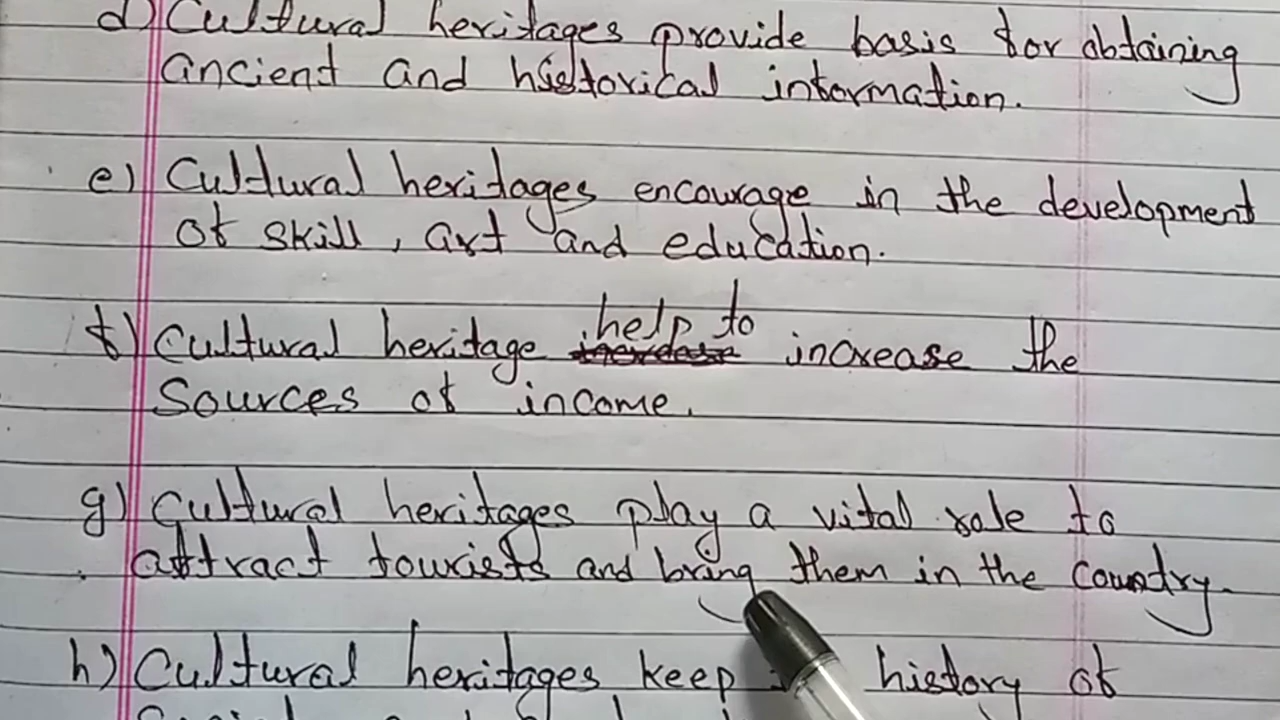 d) Cultural heritages provide basis for obtaining
ancient and historical information.
e) Cultural heritages encourage in the development
of skill, art and education.
f) Cultural heritage help to increase the
Sources of income.
g) Cultural heritages play a vital role to
attract tourists and bring them in the country.
h) Cultural heritages keep history of